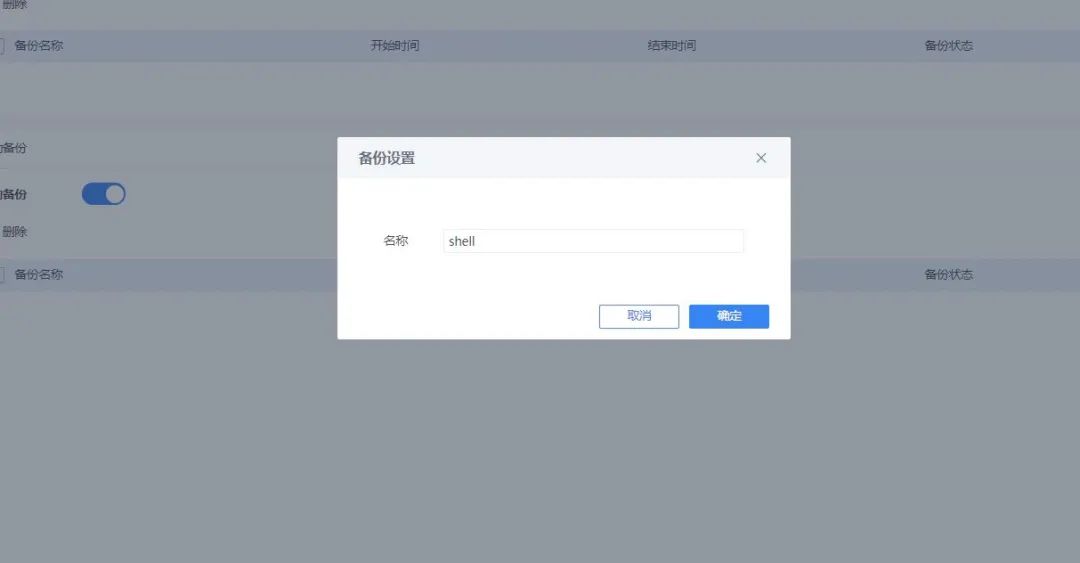 删除
备份名称 开始时间 结束时间 备份状态
备份
备份设置
备份
名称 shell
删除
备份名称 备份状态
取消 确定